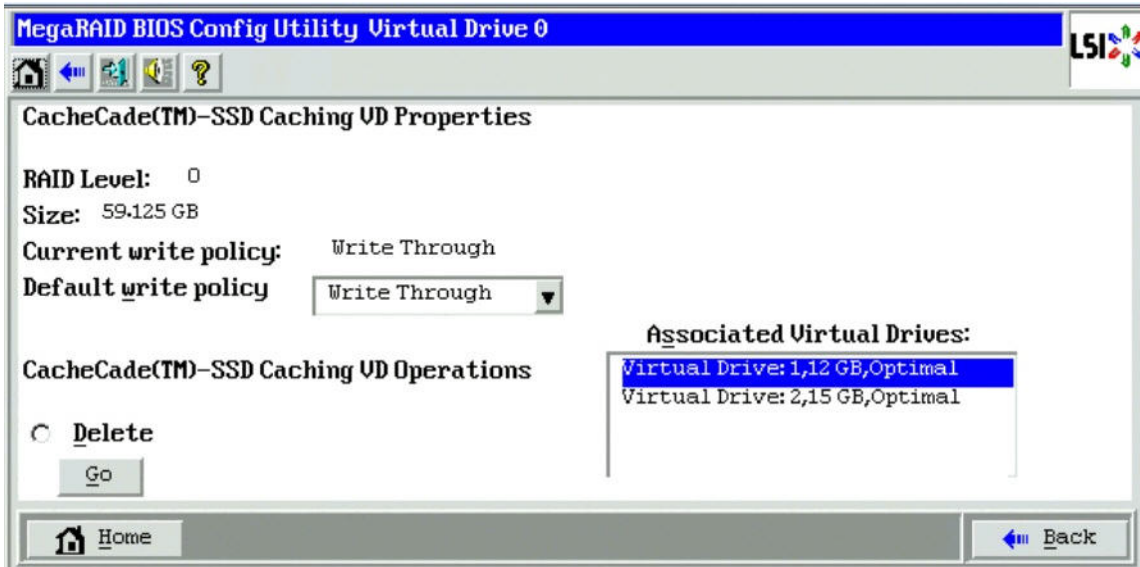 MegaRAID BIOS Config Utility Virtual Drive 0
LSI
?
CacheCade(TM)-SSD Caching VD Properties
RAID Level: 0
Size: 59.125 GB
Current write policy: Write Through
Default write policy Write Through
Associated Virtual Drives:
Virtual Drive: 1,12 GB,Optimal
Virtual Drive: 2,15 GB,Optimal
CacheCade(TM)-SSD Caching VD Operations
Delete
Go
Home
Back